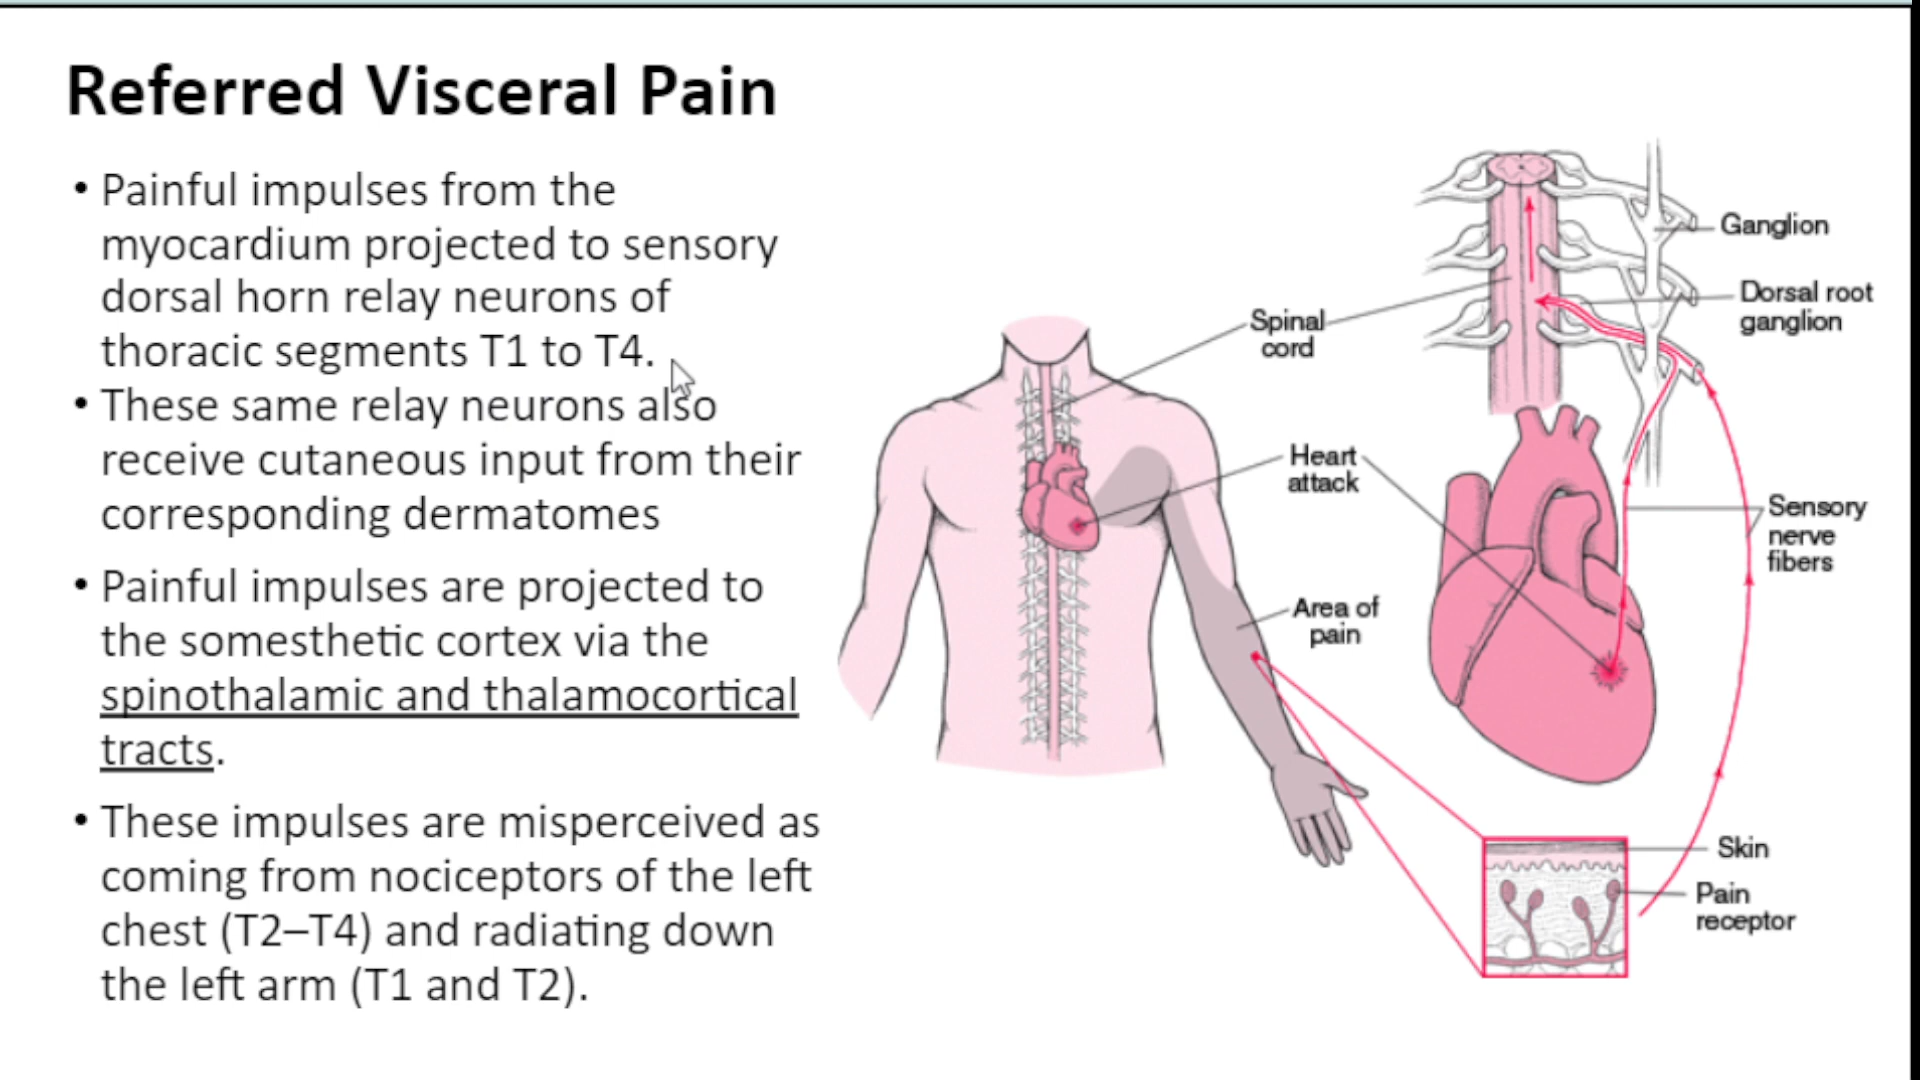 Referred Visceral Pain
• Painful impulses from the
myocardium projected to sensory
dorsal horn relay neurons of
thoracic segments T1 to T4.
• These same relay neurons also
receive cutaneous input from their
corresponding dermatomes
• Painful impulses are projected to
the somesthetic cortex via the
spinothalamic and thalamocortical
tracts.
• These impulses are misperceived as
coming from nociceptors of the left
chest (T2–T4) and radiating down
the left arm (T1 and T2).
Spinal
cord
Heart
attack
Area of
pain
Ganglion
Dorsal root
ganglion
Sensory
nerve
fibers
Skin
Pain
receptor